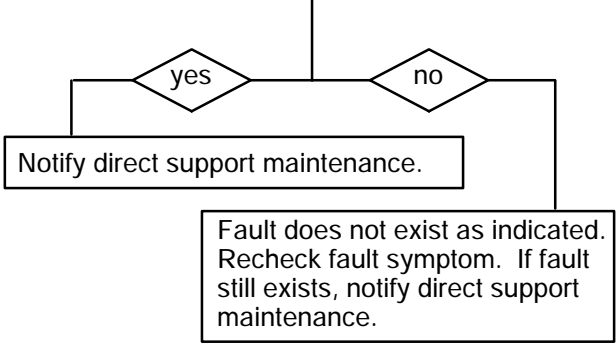 yes
no
Notify direct support maintenance.
Fault does not exist as indicated.
Recheck fault symptom.  If fault
still exists, notify direct support
maintenance.